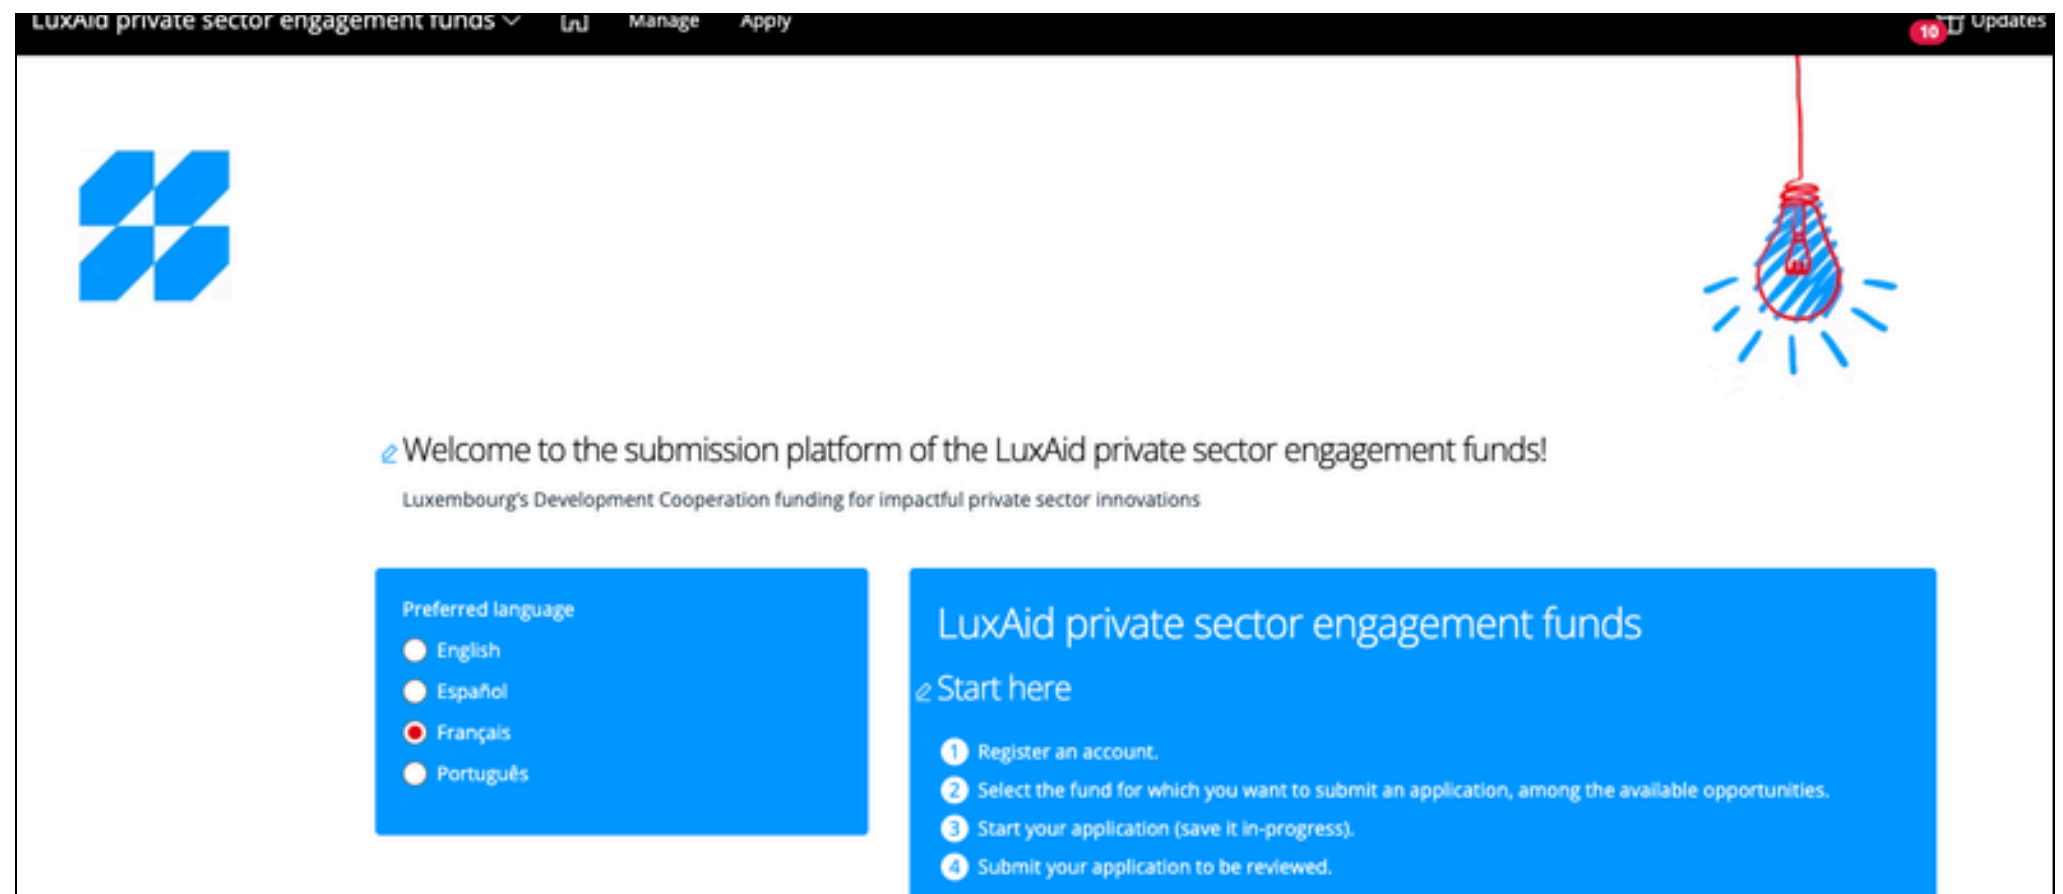 LuxAid private sector engagement funds Manage Apply 10 Updates
Welcome to the submission platform of the LuxAid private sector engagement funds!
Luxembourg's Development Cooperation funding for impactful private sector innovations
Preferred language
English
Español
Français
Português
LuxAid private sector engagement funds
Start here
1 Register an account.
2 Select the fund for which you want to submit an application, among the available opportunities.
3 Start your application (save it in-progress).
4 Submit your application to be reviewed.